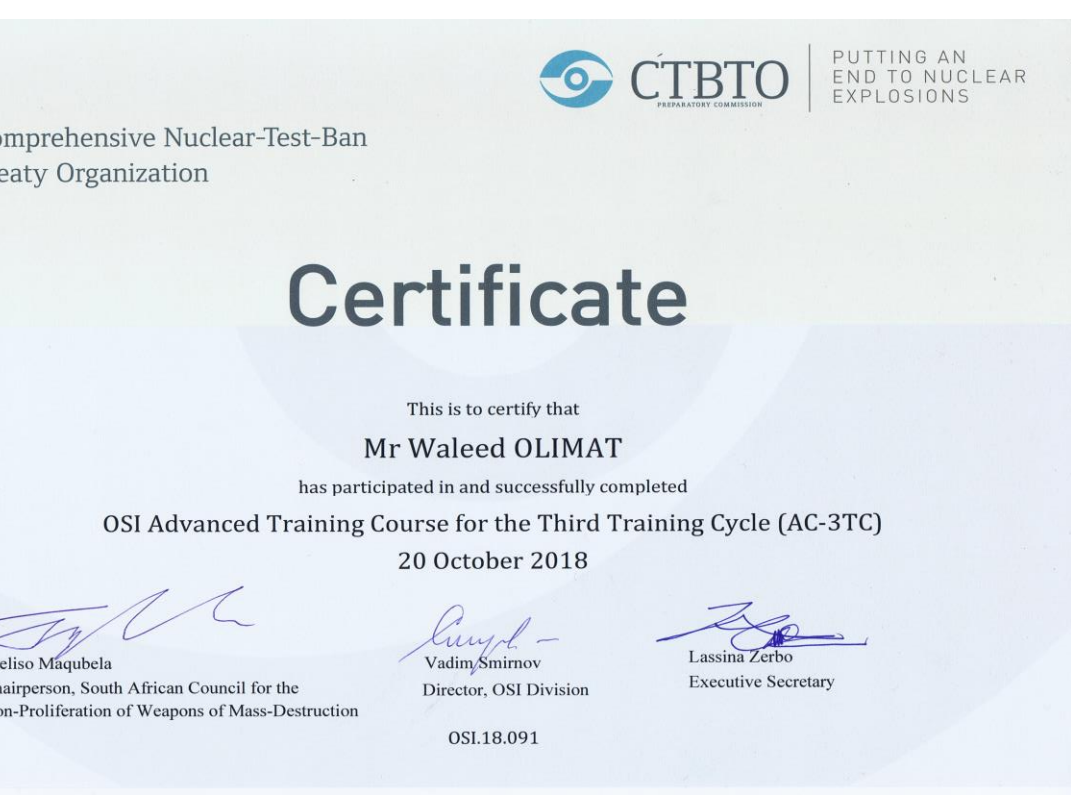 CTBTO
PREPARATORY COMMISSION
PUTTING AN
END TO NUCLEAR
EXPLOSIONS
omprehensive Nuclear-Test-Ban
eaty Organization
Certificate
This is to certify that
Mr Waleed OLIMAT
has participated in and successfully completed
OSI Advanced Training Course for the Third Training Cycle (AC-3TC)
20 October 2018
eliso Maqubela
airperson, South African Council for the
on-Proliferation of Weapons of Mass-Destruction
Vadim Smirnov
Director, OSI Division
Lassina Zerbo
Executive Secretary
OSI.18.091